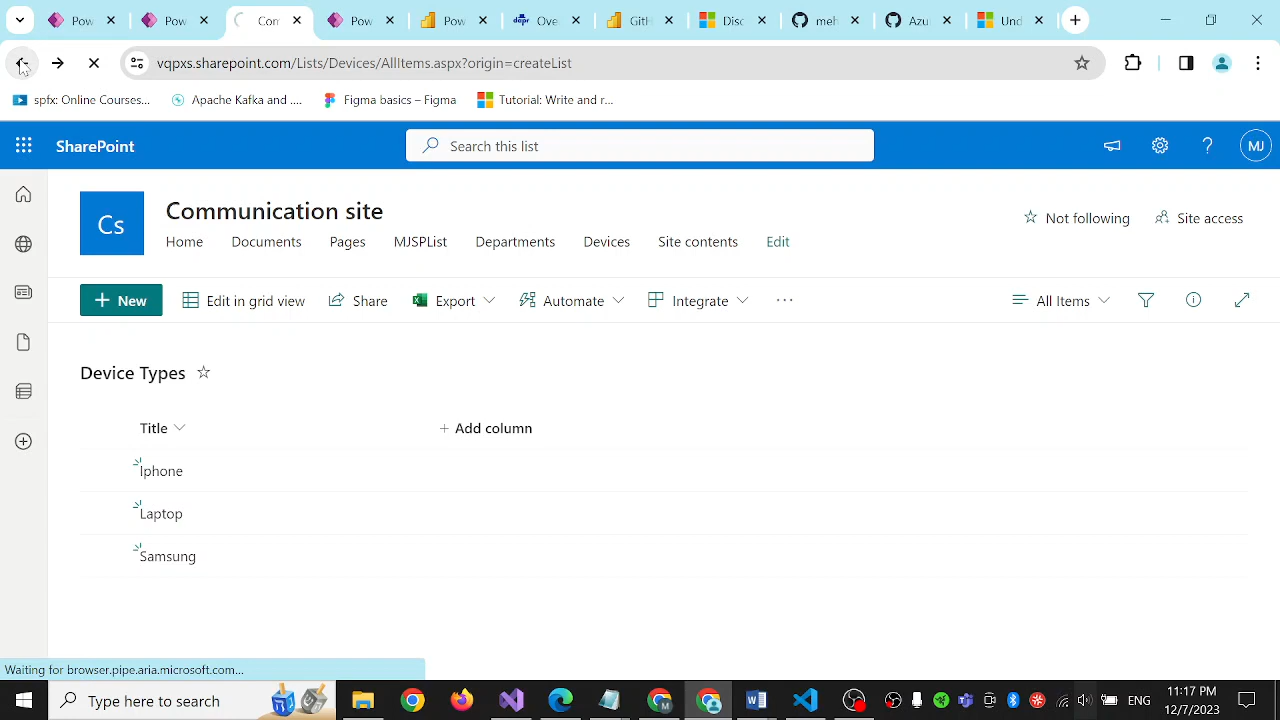 Pow
Pow
Con
Pow
Pow
Ove
GitH
Disc
meh
Azu
Und
vqpxs.sharepoint.com/Lists/Devices/AllItems.aspx?origin=createList
spfx: Online Courses...
Apache Kafka and ....
Figma basics – Figma
Tutorial: Write and r...
SharePoint
Search this list
MJ
Cs
Communication site
Home
Documents
Pages
MJSPList
Departments
Devices
Site contents
Edit
Not following
Site access
New
Edit in grid view
Share
Export
Automate
Integrate
...
All Items
Device Types
Title
Add column
Iphone
Laptop
Samsung
Waiting for browser.pipe.aria.microsoft.com...
Type here to search
ENG
11:17 PM
12/7/2023